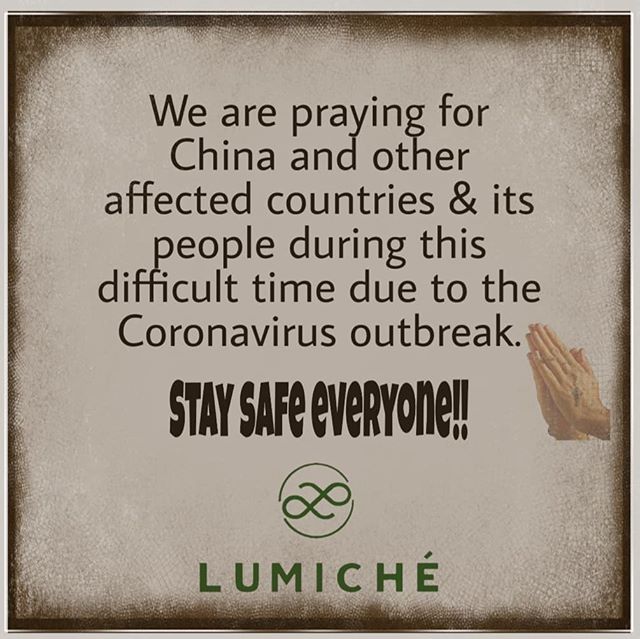 We are praying for
China and other
affected countries & its
people during this
difficult time due to the
Coronavirus outbreak.
STAY SAFe eVeRYONe!!
LUMICHÉ